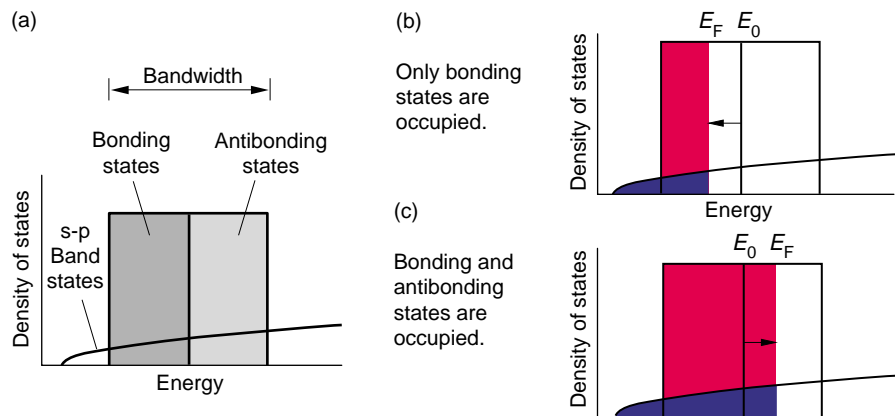 (a)
Bandwidth
Bonding
states
Antibonding
states
s-p
Band
states
Density of states
Energy
(b)
Only bonding
states are
occupied.
E_F E_0
Density of states
Energy
(c)
Bonding and
antibonding
states are
occupied.
E_0 E_F
Density of states